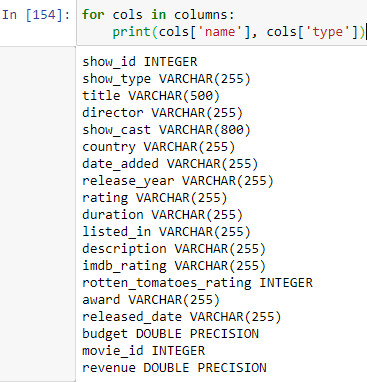 In [154]: for cols in columns:
print(cols['name'], cols['type'])
show_id INTEGER
show_type VARCHAR(255)
title VARCHAR(500)
director VARCHAR(255)
show_cast VARCHAR(800)
country VARCHAR(255)
date_added VARCHAR(255)
release_year VARCHAR(255)
rating VARCHAR(255)
duration VARCHAR(255)
listed_in VARCHAR(255)
description VARCHAR(255)
imdb_rating VARCHAR(255)
rotten_tomatoes_rating INTEGER
award VARCHAR(255)
released_date VARCHAR(255)
budget DOUBLE PRECISION
movie_id INTEGER
revenue DOUBLE PRECISION